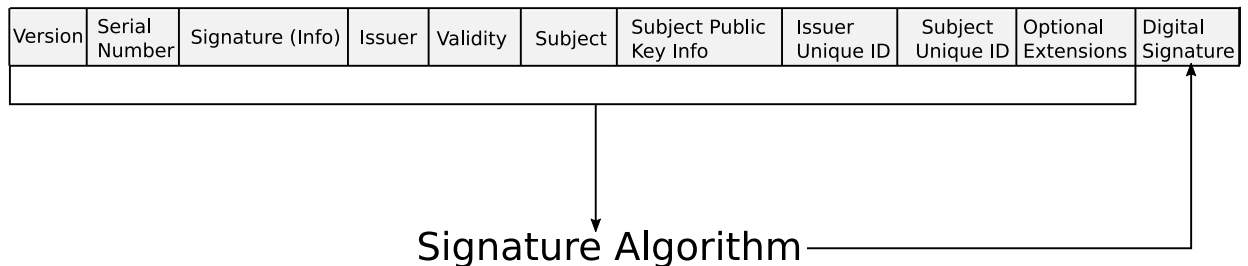 Version
Serial
Number
Signature (Info)
Issuer
Validity
Subject
Subject Public
Key Info
Issuer
Unique ID
Subject
Unique ID
Optional
Extensions
Digital
Signature
Signature Algorithm